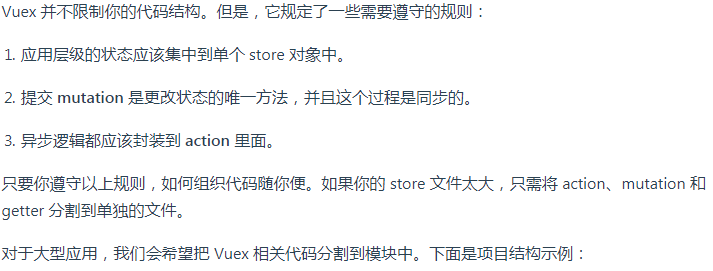 Vuex 并不限制你的代码结构。但是，它规定了一些需要遵守的规则：
1. 应用层级的状态应该集中到单个 store 对象中。
2. 提交 mutation 是更改状态的唯一方法，并且这个过程是同步的。
3. 异步逻辑都应该封装到 action 里面。
只要你遵守以上规则，如何组织代码随你便。如果你的 store 文件太大，只需将 action、mutation 和
getter 分割到单独的文件。
对于大型应用，我们会希望把 Vuex 相关代码分割到模块中。下面是项目结构示例：